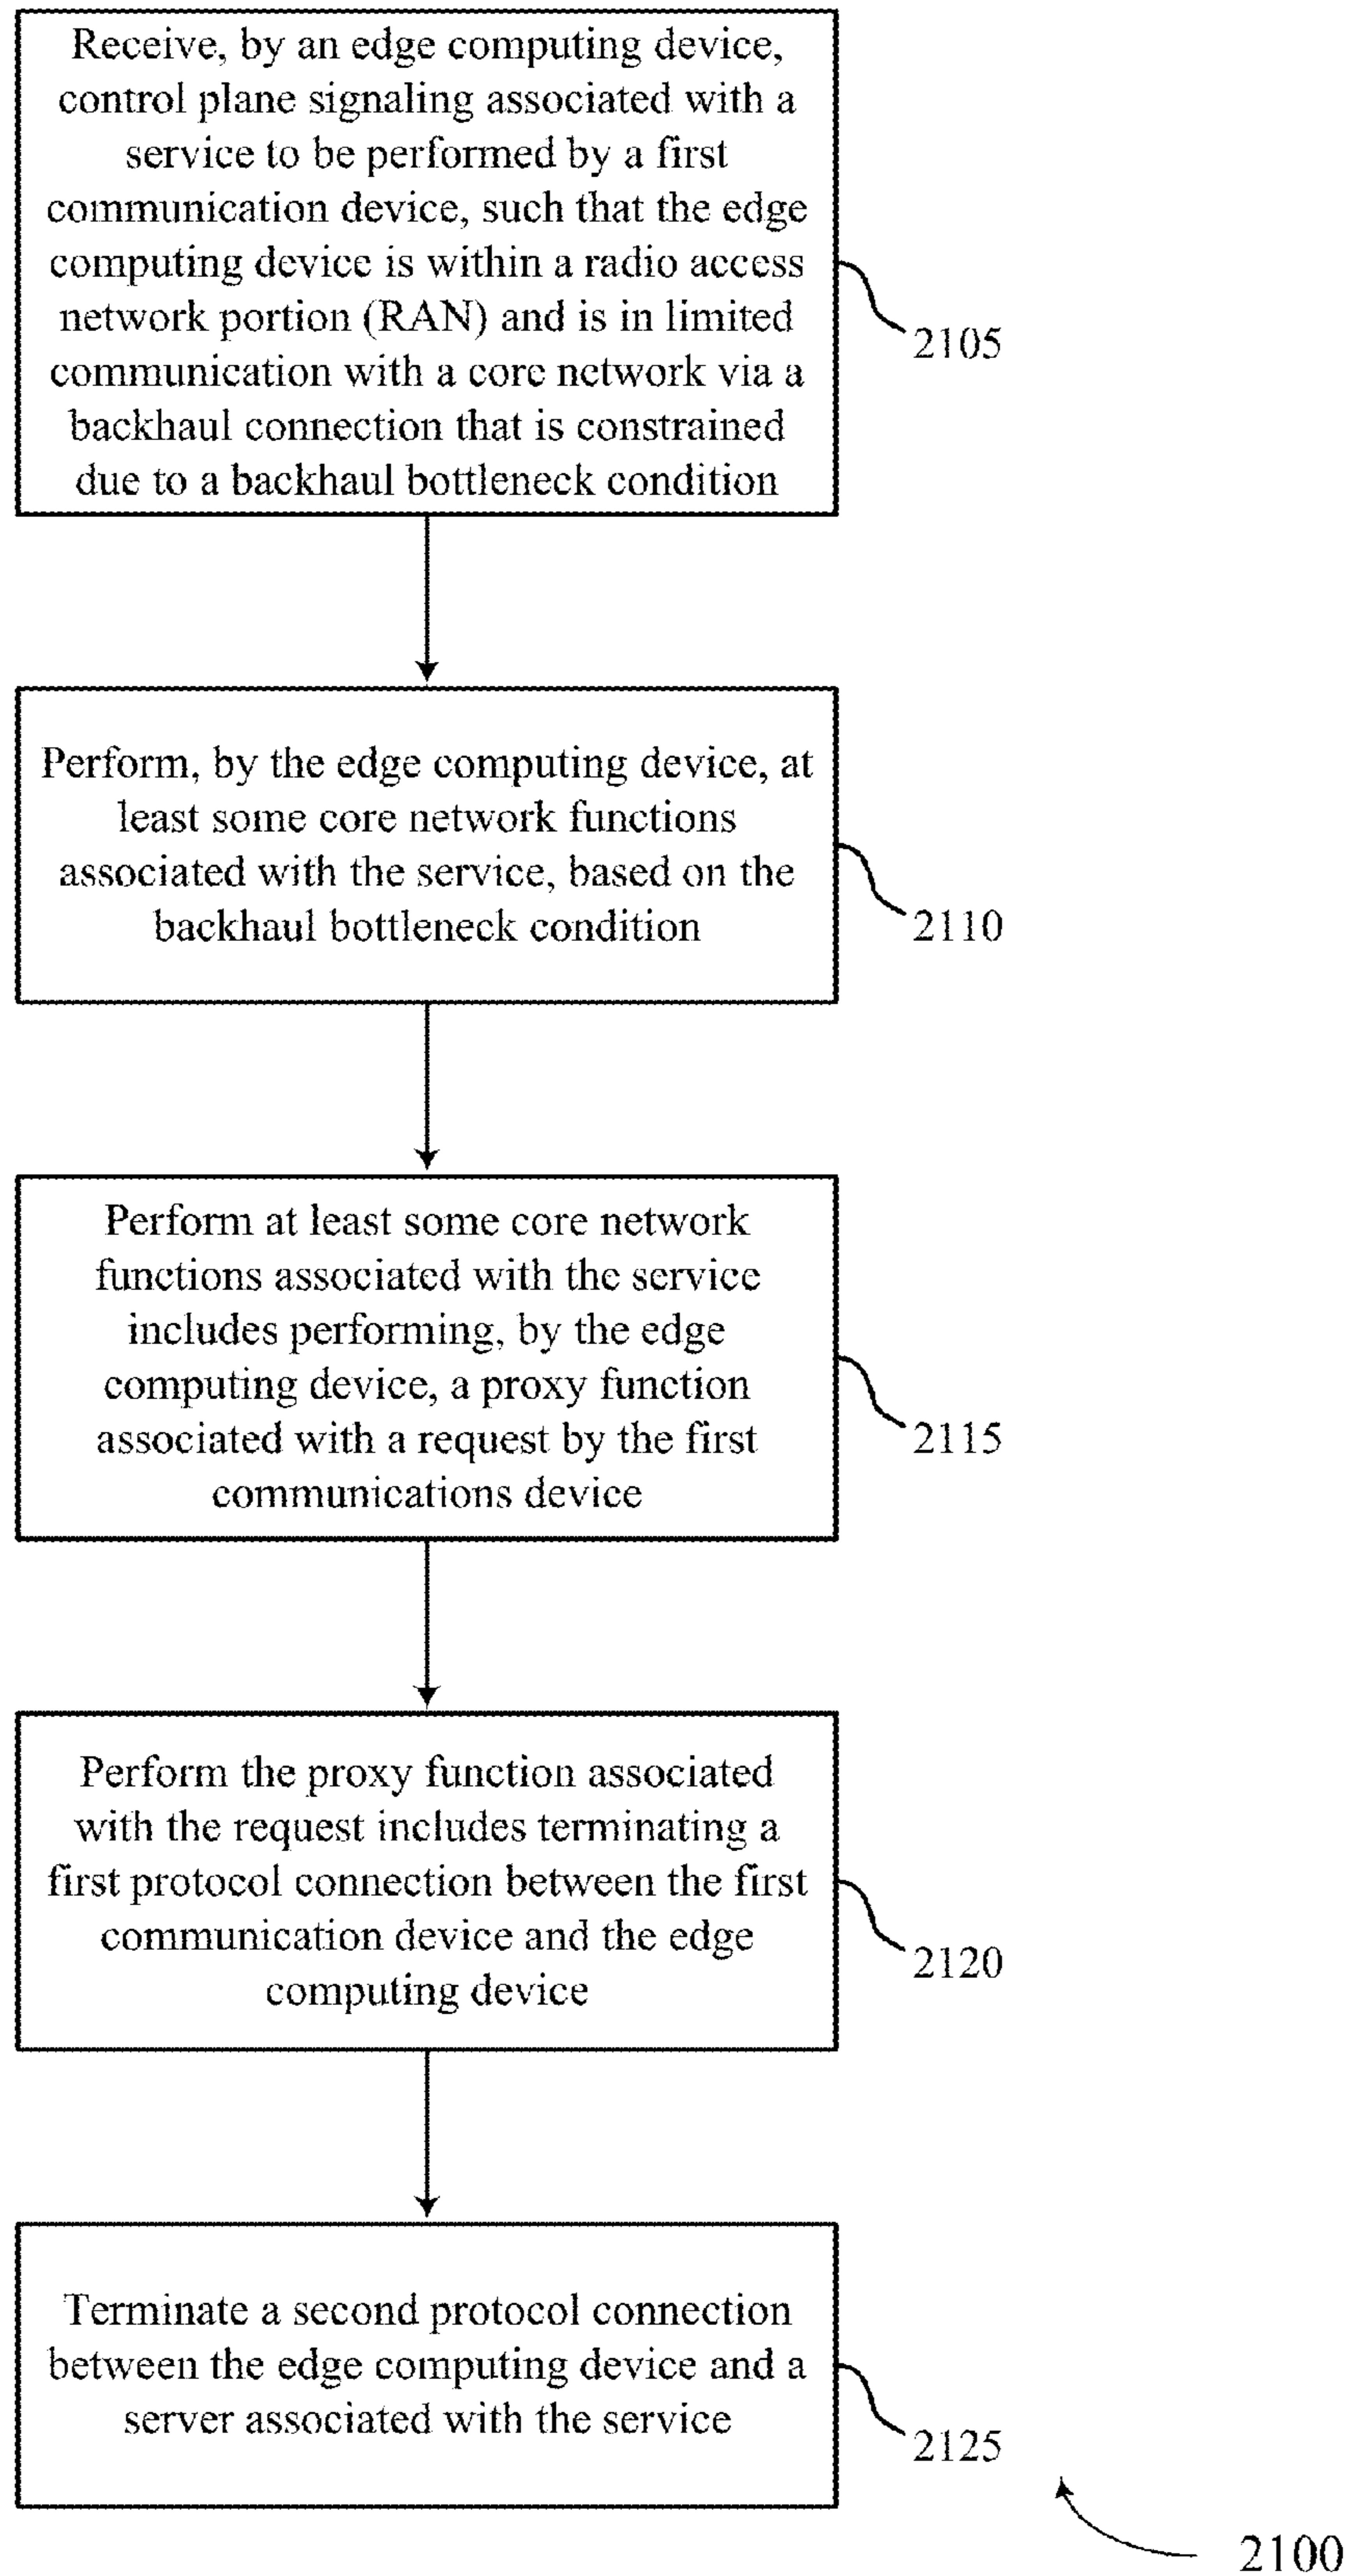 Receive, by an edge computing device,
control plane signaling associated with a
service to be performed by a first
communication device, such that the edge
computing device is within a radio access
network portion (RAN) and is in limited
communication with a core network via a
backhaul connection that is constrained
due to a backhaul bottleneck condition
2105
Perform, by the edge computing device, at
least some core network functions
associated with the service, based on the
backhaul bottleneck condition
2110
Perform at least some core network
functions associated with the service
includes performing, by the edge
computing device, a proxy function
associated with a request by the first
communications device
2115
Perform the proxy function associated
with the request includes terminating a
first protocol connection between the first
communication device and the edge
computing device
2120
Terminate a second protocol connection
between the edge computing device and a
server associated with the service
2125
2100